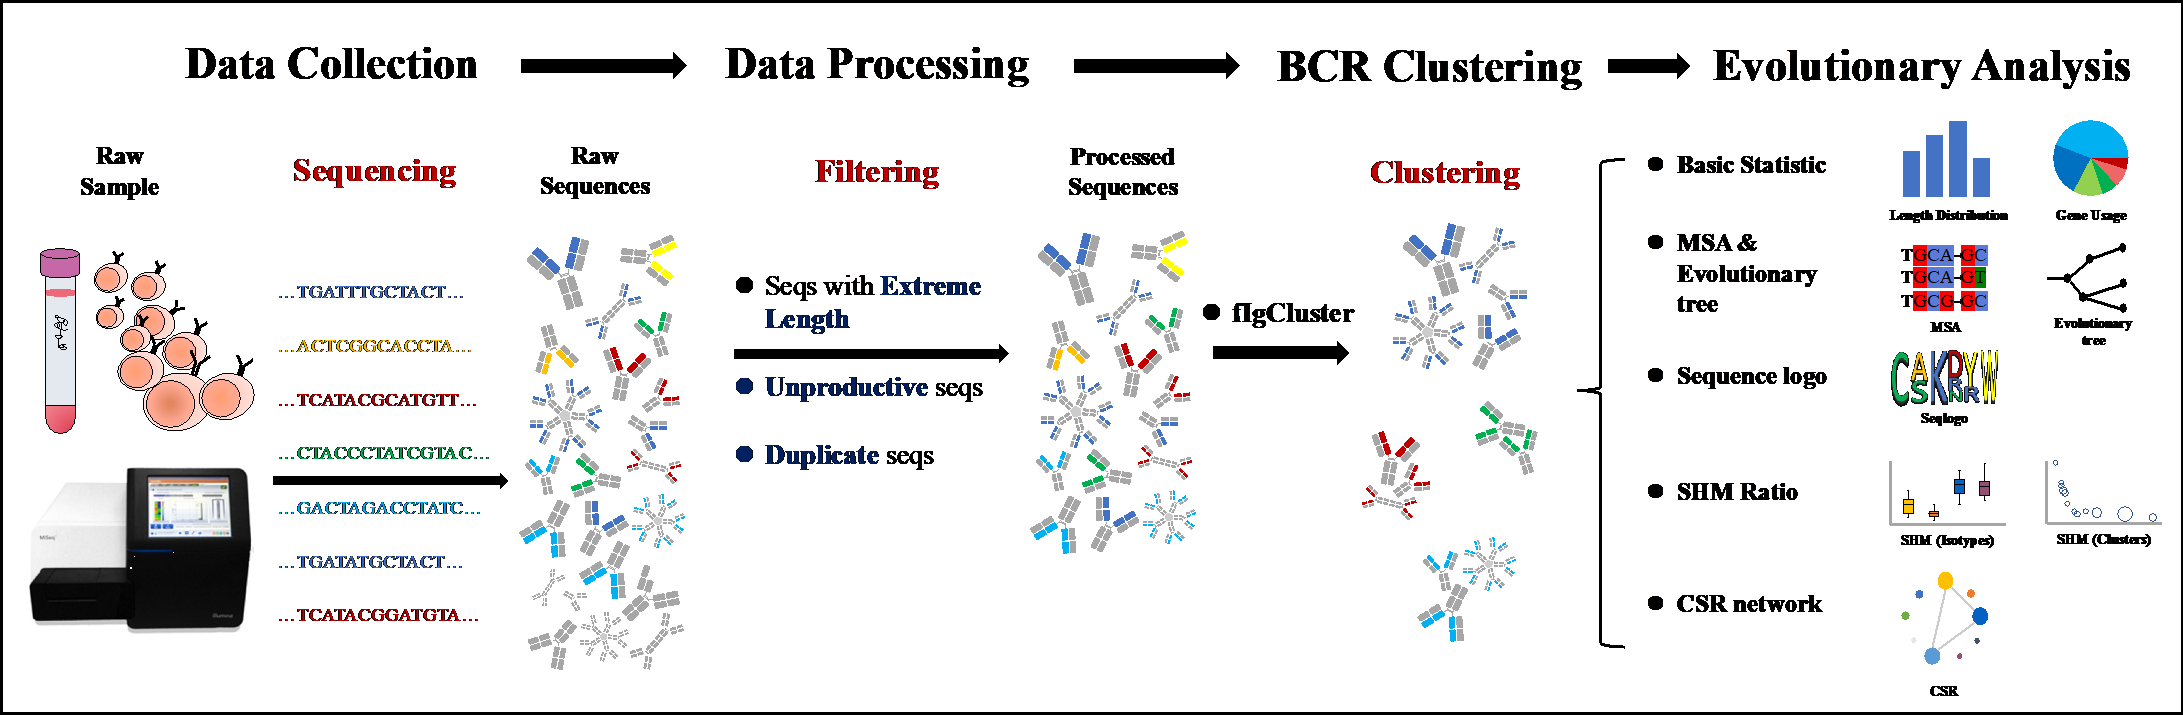 Data Collection
Data Processing
BCR Clustering
Evolutionary Analysis
Raw
Sample
Sequencing
Raw
Sequences
Filtering
Processed
Sequences
Clustering
...TGATTTGCTACT...
...ACTCGGCACCTA...
...TCATACGCATGTT...
...CTACCCTATCGTAC...
...GACTAGACCTATC...
...TGATATGCTACT...
...TCATACGGATGTA...
MiSeq
illumina
● Seqs with Extreme
Length
● Unproductive seqs
● Duplicate seqs
● fIgCluster
● Basic Statistic
Length Distribution
Gene Usage
● MSA &
Evolutionary
tree
TGCA-GC
TGCA-GT
TGCG-GC
MSA
Evolutionary
tree
● Sequence logo
CAKDYW
SNR
R
Seqlogo
● SHM Ratio
SHM (Isotypes)
SHM (Clusters)
● CSR network
CSR